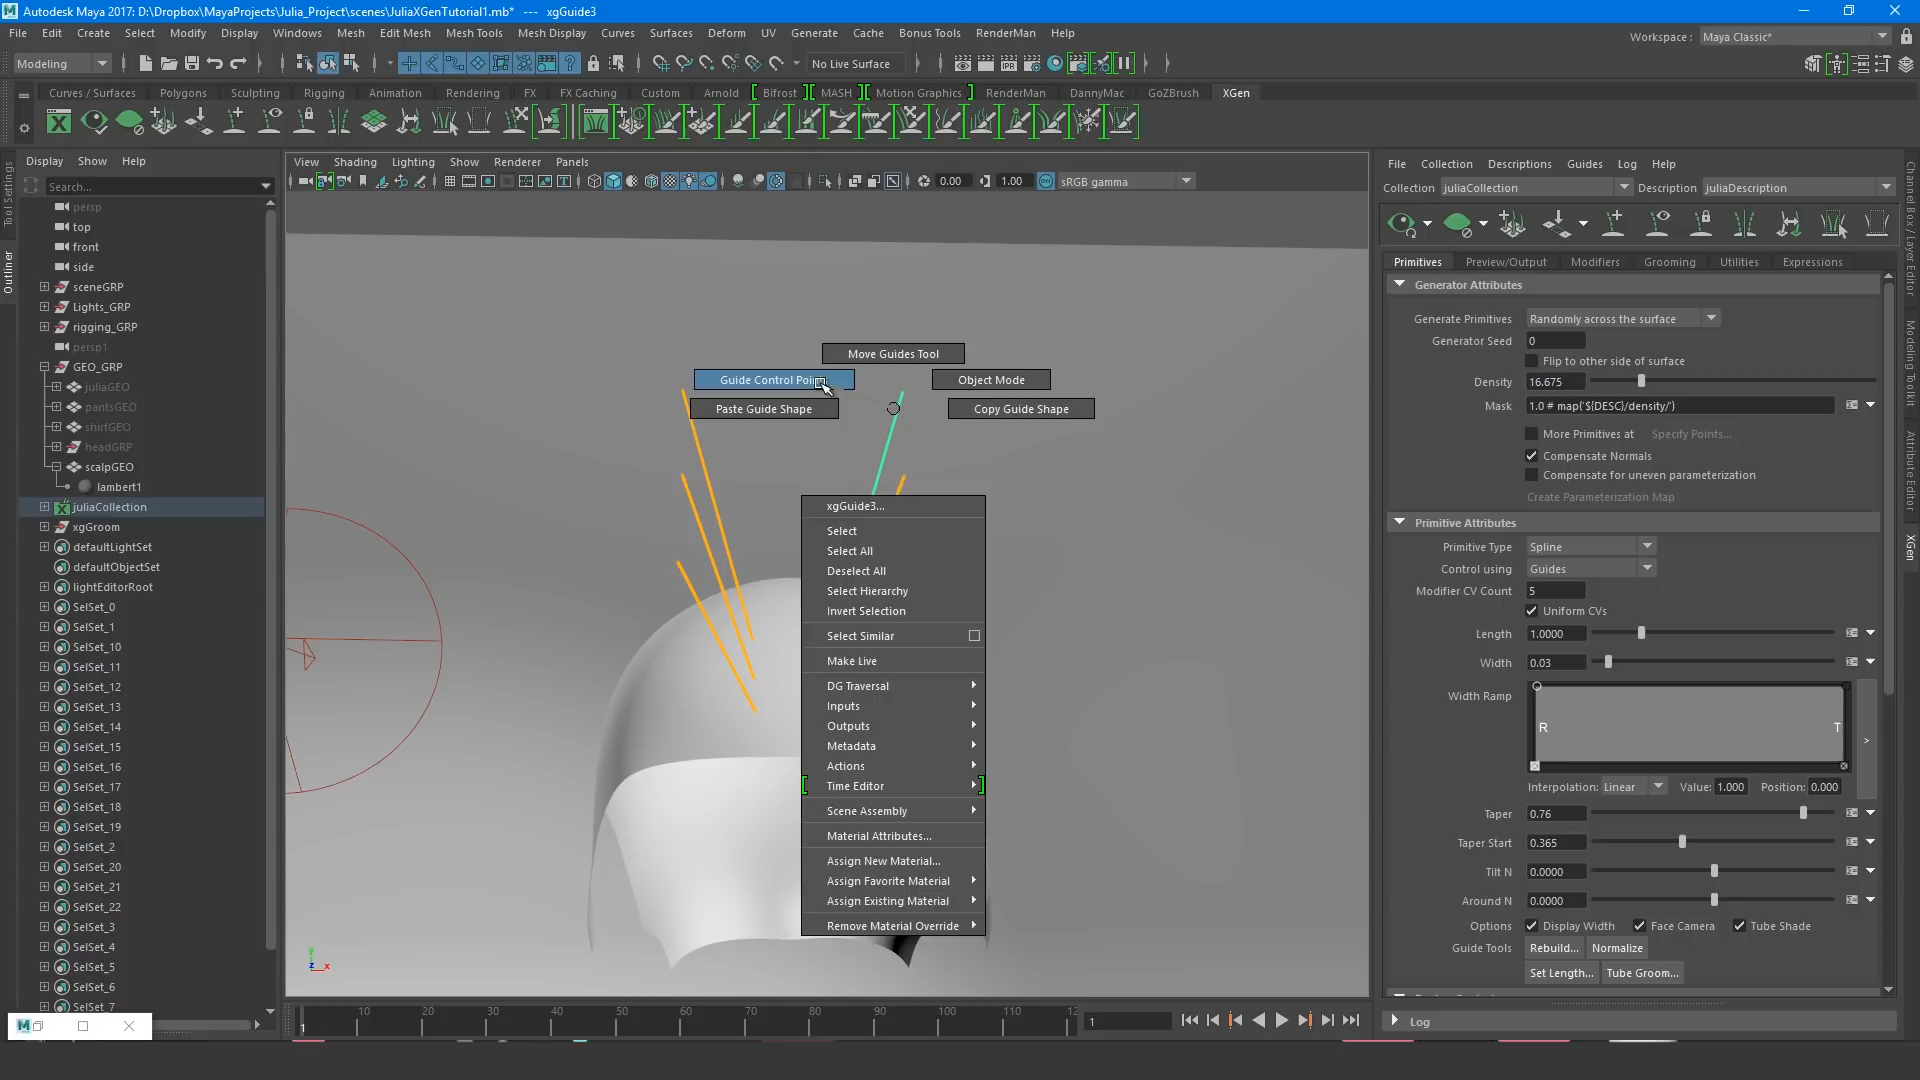 Autodesk Maya 2017: D:\Dropbox\MayaProjects\Julia_Project\scenes\JuliaXGenTutorial1.mb* --- xgGuide3
File Edit Create Select Modify Display Windows Mesh Edit Mesh Mesh Tools Mesh Display Curves Surfaces Deform UV Generate Cache Bonus Tools RenderMan Help
Workspace : Maya Classic*
Modeling No Live Surface
Curves / Surfaces Polygons Sculpting Rigging Animation Rendering FX FX Caching Custom Arnold Bifrost MASH Motion Graphics RenderMan DannyMac GoZBrush XGen
Display Show Help
Search...
persp
top
front
side
sceneGRP
Lights_GRP
rigging_GRP
persp1
GEO_GRP
juliaGEO
pantsGEO
shirtGEO
headGRP
scalpGEO
lambert1
juliaCollection
xgGroom
defaultLightSet
defaultObjectSet
lightEditorRoot
SelSet_0
SelSet_1
SelSet_10
SelSet_11
SelSet_12
SelSet_13
SelSet_14
SelSet_15
SelSet_16
SelSet_17
SelSet_18
SelSet_19
SelSet_2
SelSet_20
SelSet_21
SelSet_22
SelSet_3
SelSet_4
SelSet_5
SelSet_6
SelSet_7
Tool Settings
Outliner
View Shading Lighting Show Renderer Panels
0.00 1.00 sRGB gamma
Move Guides Tool
Guide Control Poin
Object Mode
Paste Guide Shape
Copy Guide Shape
xgGuide3...
Select
Select All
Deselect All
Select Hierarchy
Invert Selection
Select Similar
Make Live
DG Traversal
Inputs
Outputs
Metadata
Actions
Time Editor
Scene Assembly
Material Attributes...
Assign New Material...
Assign Favorite Material
Assign Existing Material
Remove Material Override
y
z x
1 10 20 30 40 50 60 70 80 90 100 110 12
1
File Collection Descriptions Guides Log Help
Collection juliaCollection Description juliaDescription
Primitives Preview/Output Modifiers Grooming Utilities Expressions
Generator Attributes
Generate Primitives Randomly across the surface
Generator Seed 0
Flip to other side of surface
Density 16.675
Mask 1.0 # map('${DESC}/density/')
More Primitives at Specify Points...
Compensate Normals
Compensate for uneven parameterization
Create Parameterization Map
Primitive Attributes
Primitive Type Spline
Control using Guides
Modifier CV Count 5
Uniform CVs
Length 1.0000
Width 0.03
Width Ramp
R T
>
Interpolation: Linear Value: 1.000 Position: 0.000
Taper 0.76
Taper Start 0.365
Tilt N 0.0000
Around N 0.0000
Options Display Width Face Camera Tube Shade
Guide Tools Rebuild... Normalize
Set Length... Tube Groom...
Log
Channel Box / Layer Editor
Modeling Toolkit
Attribute Editor
XGen